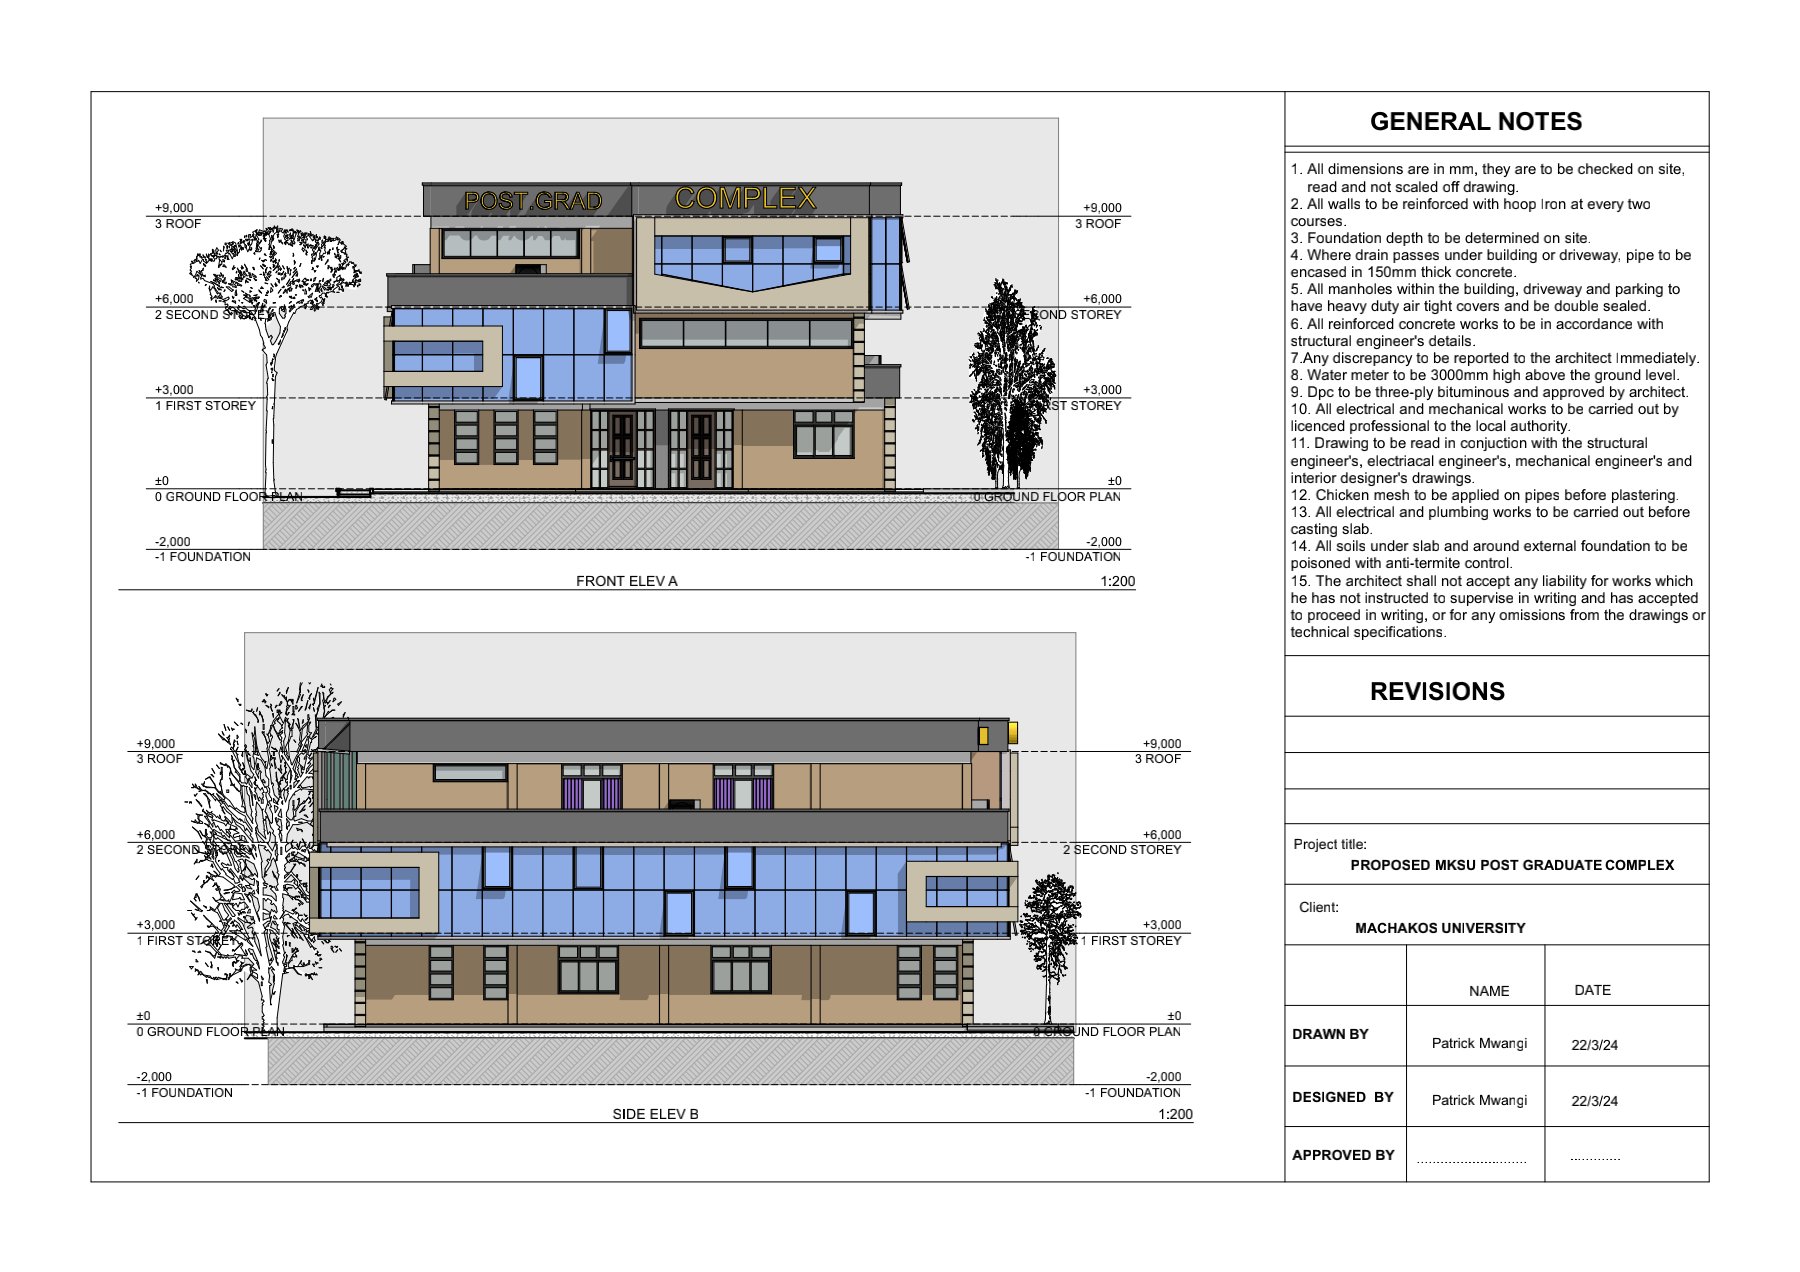 POST.GRAD COMPLEX
+9,000
3 ROOF
+9,000
3 ROOF
+6,000
2 SECOND STOREY
+6,000
SECOND STOREY
+3,000
1 FIRST STOREY
+3,000
FIRST STOREY
±0
0 GROUND FLOOR PLAN
±0
0 GROUND FLOOR PLAN
-2,000
-1 FOUNDATION
-2,000
-1 FOUNDATION
FRONT ELEV A
1:200
+9,000
3 ROOF
+9,000
3 ROOF
+6,000
2 SECOND STOREY
+6,000
2 SECOND STOREY
+3,000
1 FIRST STOREY
+3,000
1 FIRST STOREY
±0
0 GROUND FLOOR PLAN
±0
0 GROUND FLOOR PLAN
-2,000
-1 FOUNDATION
-2,000
-1 FOUNDATION
SIDE ELEV B
1:200
GENERAL NOTES
1. All dimensions are in mm, they are to be checked on site,
read and not scaled off drawing.
2. All walls to be reinforced with hoop Iron at every two
courses.
3. Foundation depth to be determined on site.
4. Where drain passes under building or driveway, pipe to be
encased in 150mm thick concrete.
5. All manholes within the building, driveway and parking to
have heavy duty air tight covers and be double sealed.
6. All reinforced concrete works to be in accordance with
structural engineer's details.
7.Any discrepancy to be reported to the architect Immediately.
8. Water meter to be 3000mm high above the ground level.
9. Dpc to be three-ply bituminous and approved by architect.
10. All electrical and mechanical works to be carried out by
licenced professional to the local authority.
11. Drawing to be read in conjuction with the structural
engineer's, electriacal engineer's, mechanical engineer's and
interior designer's drawings.
12. Chicken mesh to be applied on pipes before plastering.
13. All electrical and plumbing works to be carried out before
casting slab.
14. All soils under slab and around external foundation to be
poisoned with anti-termite control.
15. The architect shall not accept any liability for works which
he has not instructed to supervise in writing and has accepted
to proceed in writing, or for any omissions from the drawings or
technical specifications.
REVISIONS
Project title:
PROPOSED MKSU POST GRADUATE COMPLEX
Client:
MACHAKOS UNIVERSITY
NAME DATE
DRAWN BY Patrick Mwangi 22/3/24
DESIGNED BY Patrick Mwangi 22/3/24
APPROVED BY ............................ .............